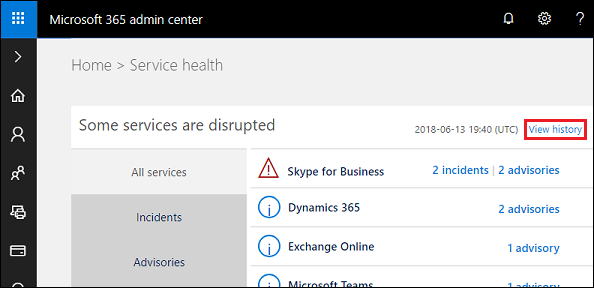 Microsoft 365 admin center ?
Home > Service health
Some services are disrupted 2018-06-13 19:40 (UTC) View history
All services
Skype for Business 2 incidents | 2 advisories
Incidents
Dynamics 365 2 advisories
Exchange Online 1 advisory
Advisories
Microsoft Teams 1 advisory